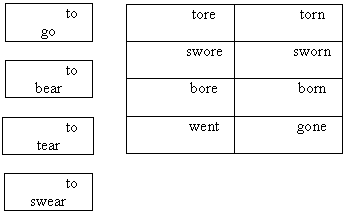 to
go
to
bear
to
tear
to
swear
tore torn
swore sworn
bore born
went gone